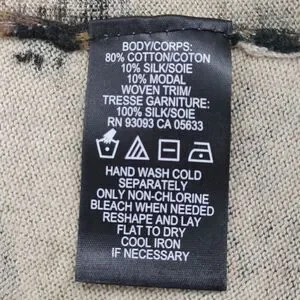 BODY/CORPS:
80% COTTON/COTON
10% SILK/SOIE
10% MODAL
WOVEN TRIM/
TRESSE GARNITURE:
100% SILK/SOIE
RN 93093 CA 05633
HAND WASH COLD
SEPARATELY
ONLY NON-CHLORINE
BLEACH WHEN NEEDED
RESHAPE AND LAY
FLAT TO DRY
COOL IRON
IF NECESSARY